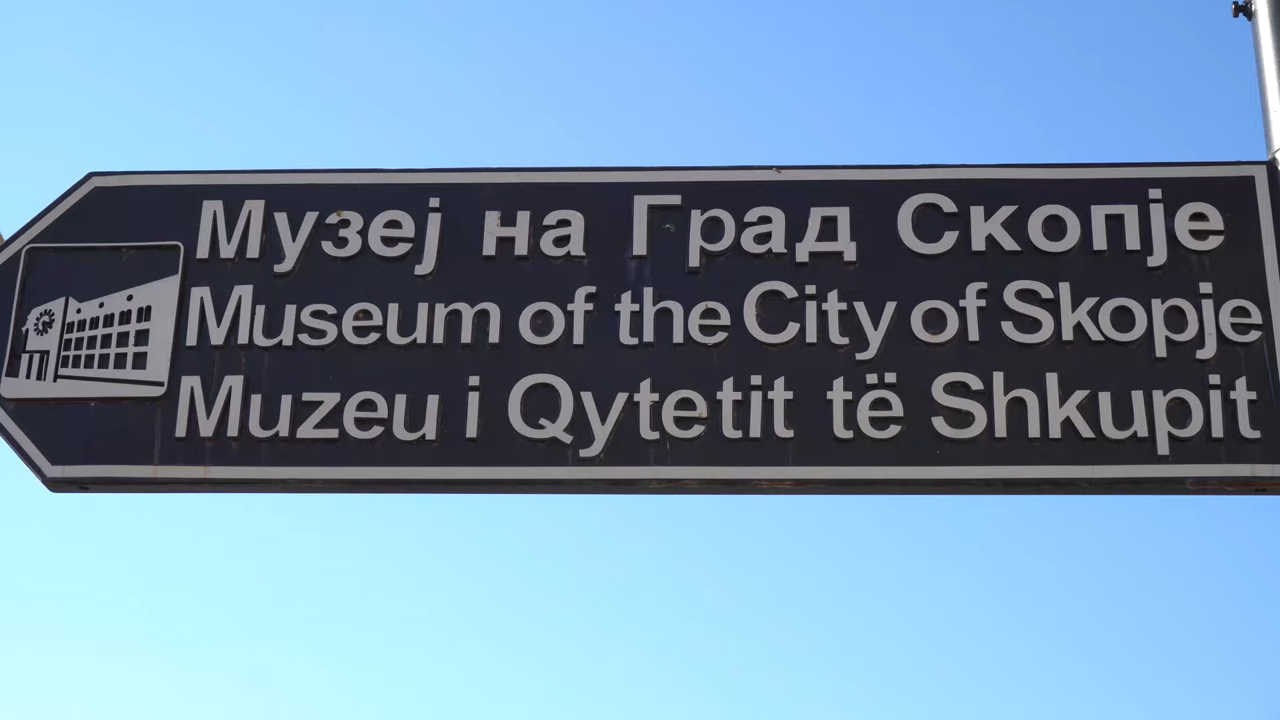 Музеј на Град Скопје
Museum of the City of Skopje
Muzeu i Qytetit të Shkupit